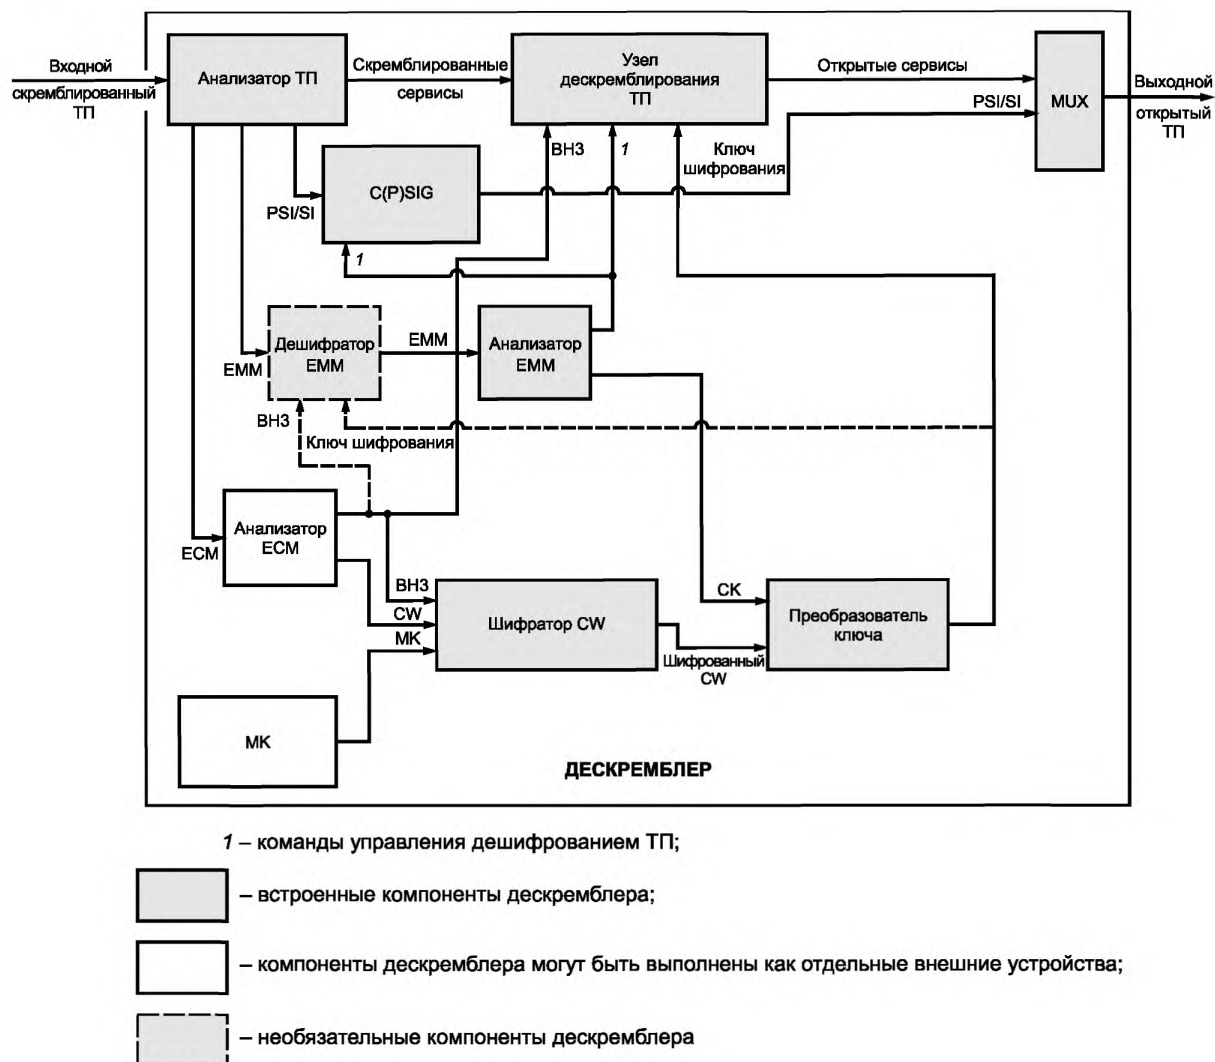 Входной
скремблированный
ТП
Анализатор ТП
Скремблированные
сервисы
Узел
дескремблирования
ТП
Открытые сервисы
PSI/SI
MUX
Выходной
открытый
ТП
ВНЗ
1
Ключ
шифрования
C(P)SIG
PSI/SI
1
Дешифратор
EMM
EMM
EMM
Анализатор
EMM
ВНЗ
Ключ шифрования
Анализатор
ECM
ECM
ВНЗ
CW
МК
Шифратор CW
СК
Преобразователь
ключа
Шифрованный
CW
МК
ДЕСКРЕМБЛЕР
1 – команды управления дешифрованием ТП;
– встроенные компоненты дескремблера;
– компоненты дескремблера могут быть выполнены как отдельные внешние устройства;
– необязательные компоненты дескремблера